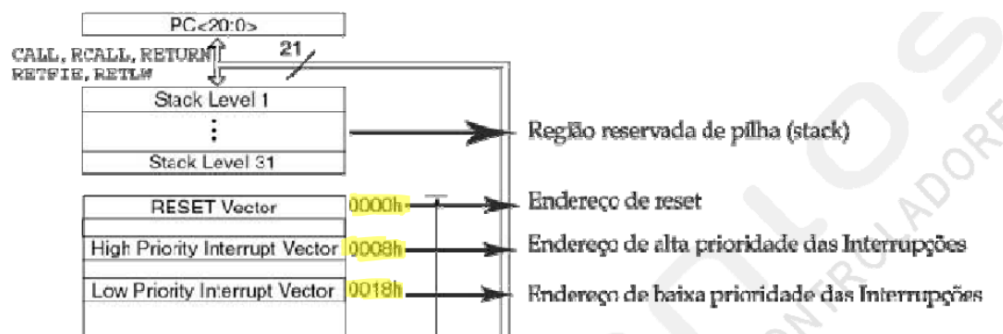 PC<20:0>
CALL, RCALL, RETURN
RETFIE, RETLW
21
Stack Level 1
⋮
Stack Level 31
Região reservada de pilha (stack)
RESET Vector 0000h Endereço de reset
High Priority Interrupt Vector 0008h Endereço de alta prioridade das Interrupções
Low Priority Interrupt Vector 0018h Endereço de baixa prioridade das Interrupções